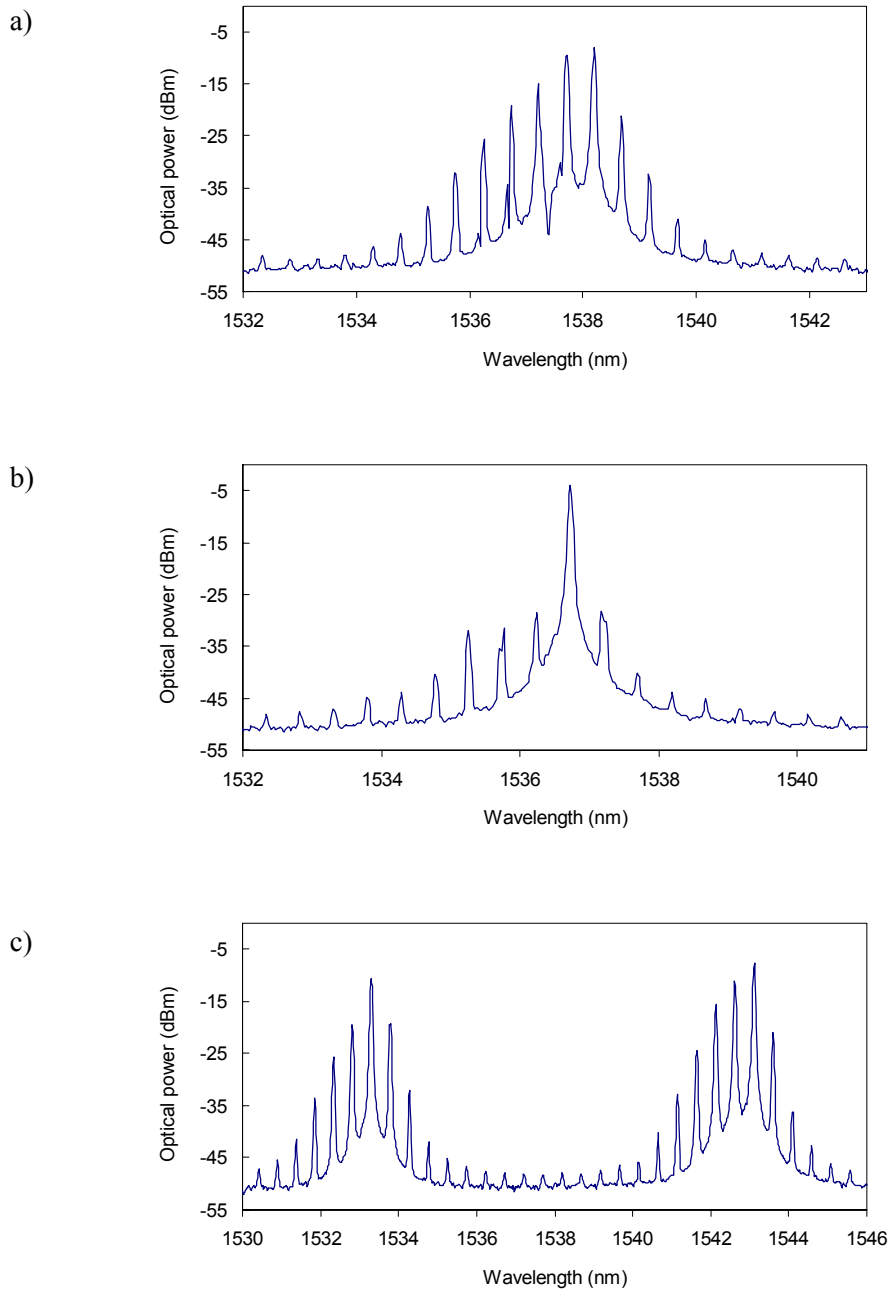 a)
Optical power (dBm)
-5
-15
-25
-35
-45
-55
1532 1534 1536 1538 1540 1542
Wavelength (nm)
b)
Optical power (dBm)
-5
-15
-25
-35
-45
-55
1532 1534 1536 1538 1540
Wavelength (nm)
c)
Optical power (dBm)
-5
-15
-25
-35
-45
-55
1530 1532 1534 1536 1538 1540 1542 1544 1546
Wavelength (nm)